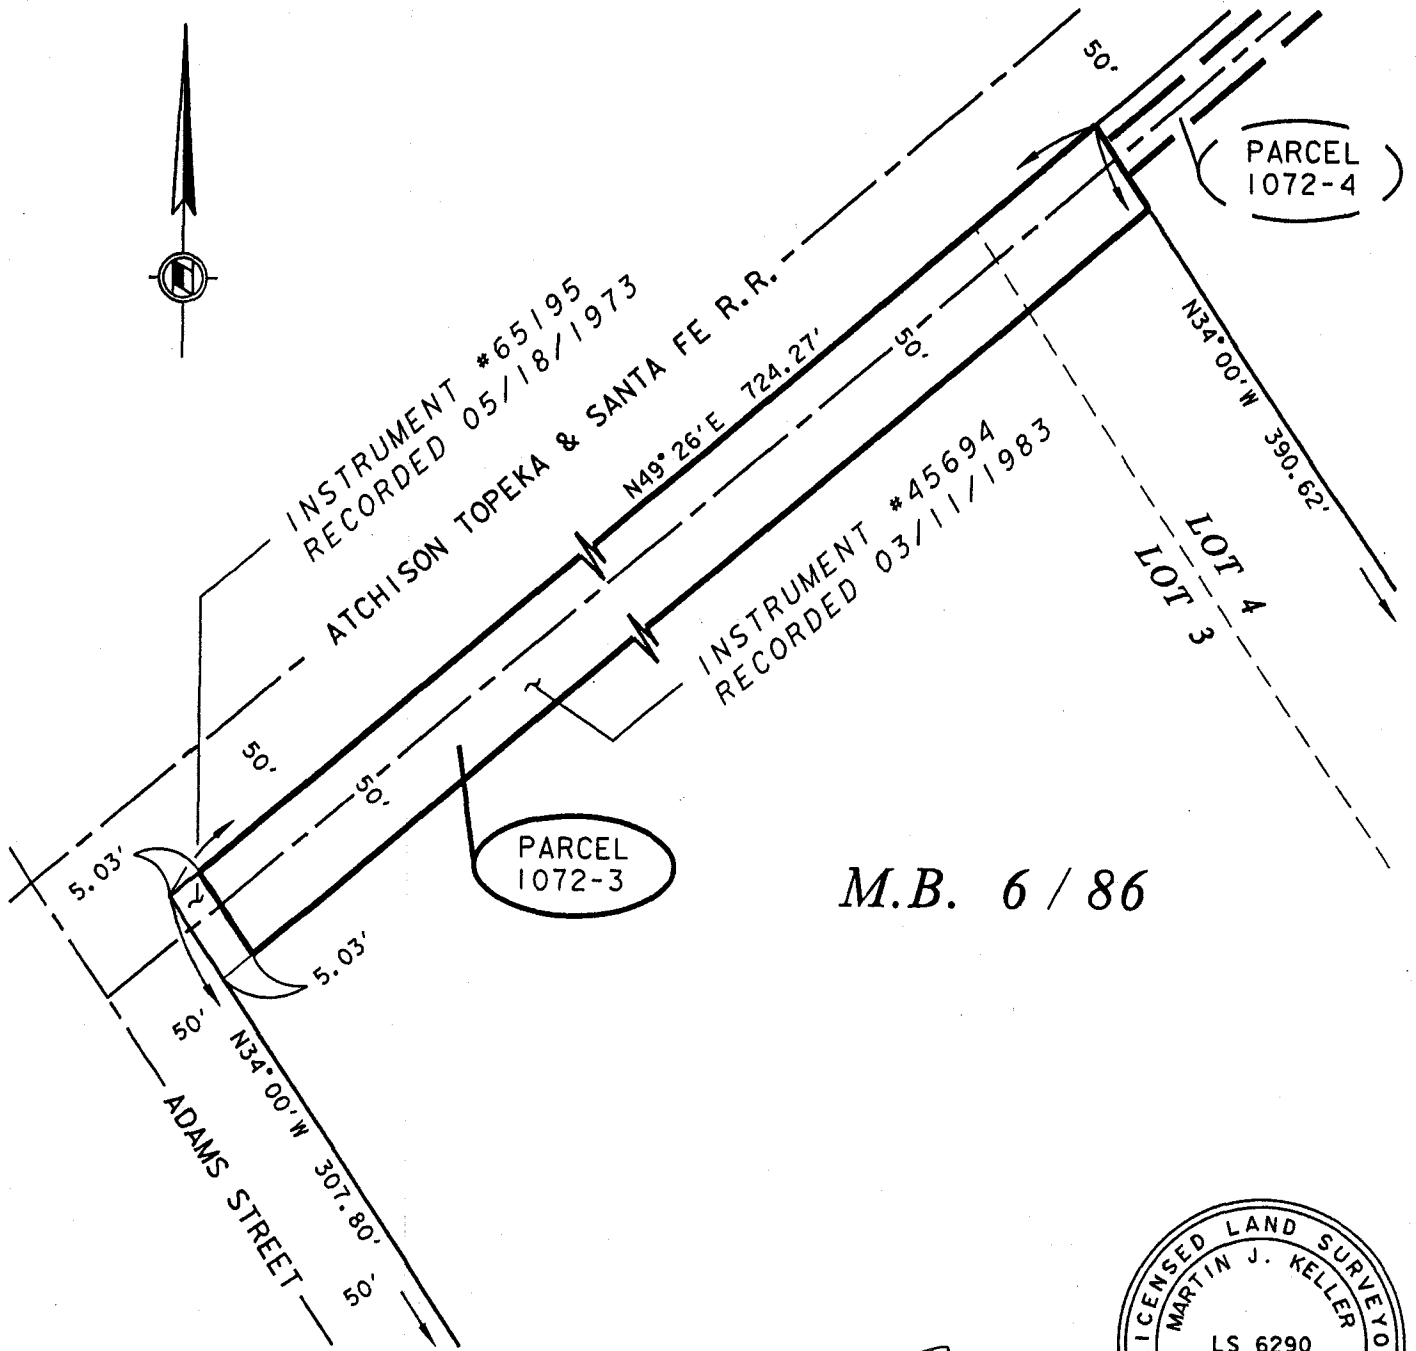 50'
PARCEL
1072-4
INSTRUMENT #65195
RECORDED 05/18/1973
ATCHISON TOPEKA & SANTA FE R.R.
N49°26'E 724.27'
50'
N34°00'W 390.62'
INSTRUMENT #45694
RECORDED 03/11/1983
LOT 4
LOT 3
50'
50'
5.03'
PARCEL
1072-3
M.B. 6 / 86
5.03'
50'
N34°00'W 307.80'
ADAMS STREET
50'
ICENSED LAND SURVEYO
MARTIN J. KELLER
LS 6290